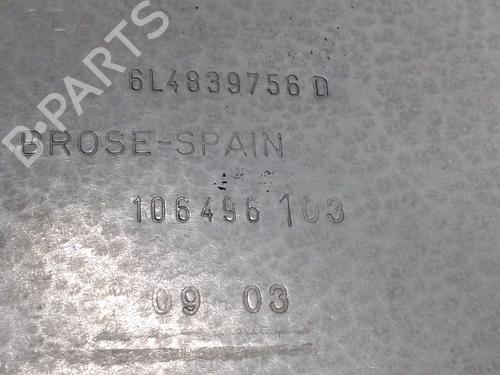 B-PARTS
6L4839756 D
BROSE-SPAIN
106496 103
09 03